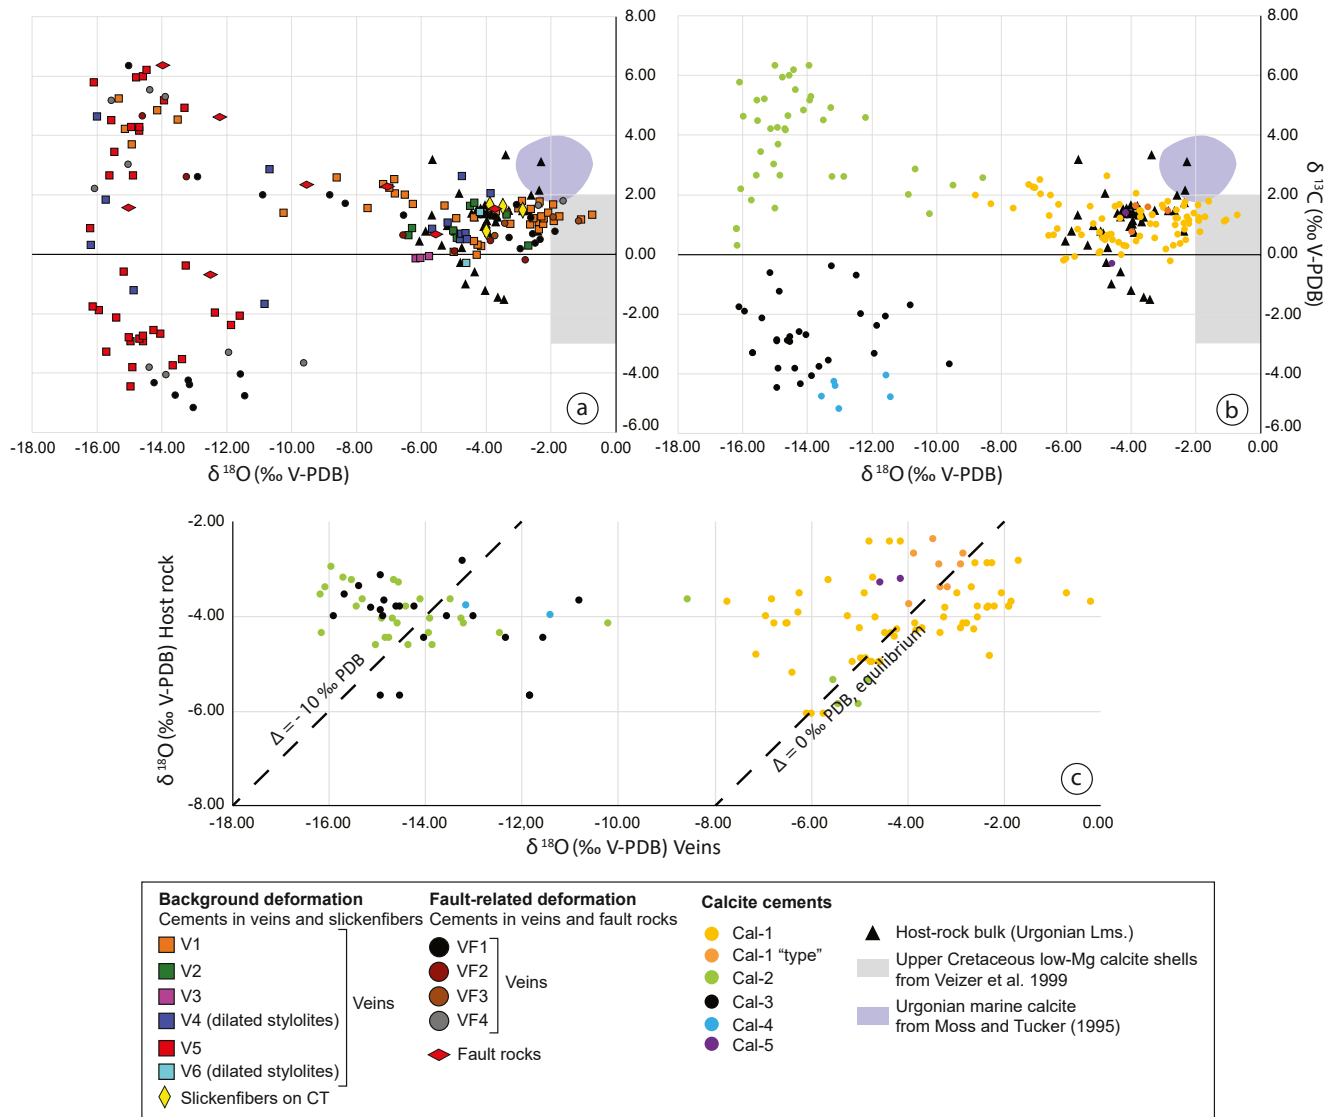 8.00
6.00
4.00
2.00
0.00
-2.00
-4.00
-6.00
-18.00 -16.00 -14.00 -12.00 -10.00 -8.00 -6.00 -4.00 -2.00 0.00
δ ¹⁸O (‰ V-PDB)
a
8.00
6.00
4.00
2.00
0.00
-2.00
-4.00
-6.00
δ ¹³C (‰ V-PDB)
-18.00 -16.00 -14.00 -12.00 -10.00 -8.00 -6.00 -4.00 -2.00 0.00
δ ¹⁸O (‰ V-PDB)
b
δ ¹⁸O (‰ V-PDB) Host rock
-2.00
-4.00
-6.00
-8.00
Δ = - 10 ‰ PDB
Δ = 0 ‰ PDB, equilibrium
c
-18.00 -16.00 -14.00 -12,00 -10.00 -8.00 -6.00 -4.00 -2.00 0.00
δ ¹⁸O (‰ V-PDB) Veins
Background deformation
Cements in veins and slickenfibers
V1
V2
V3
V4 (dilated stylolites)
V5
V6 (dilated stylolites)
Veins
Slickenfibers on CT
Fault-related deformation
Cements in veins and fault rocks
VF1
VF2
VF3
VF4
Veins
Fault rocks
Calcite cements
Cal-1
Cal-1 “type”
Cal-2
Cal-3
Cal-4
Cal-5
Host-rock bulk (Urgonian Lms.)
Upper Cretaceous low-Mg calcite shells
from Veizer et al. 1999
Urgonian marine calcite
from Moss and Tucker (1995)